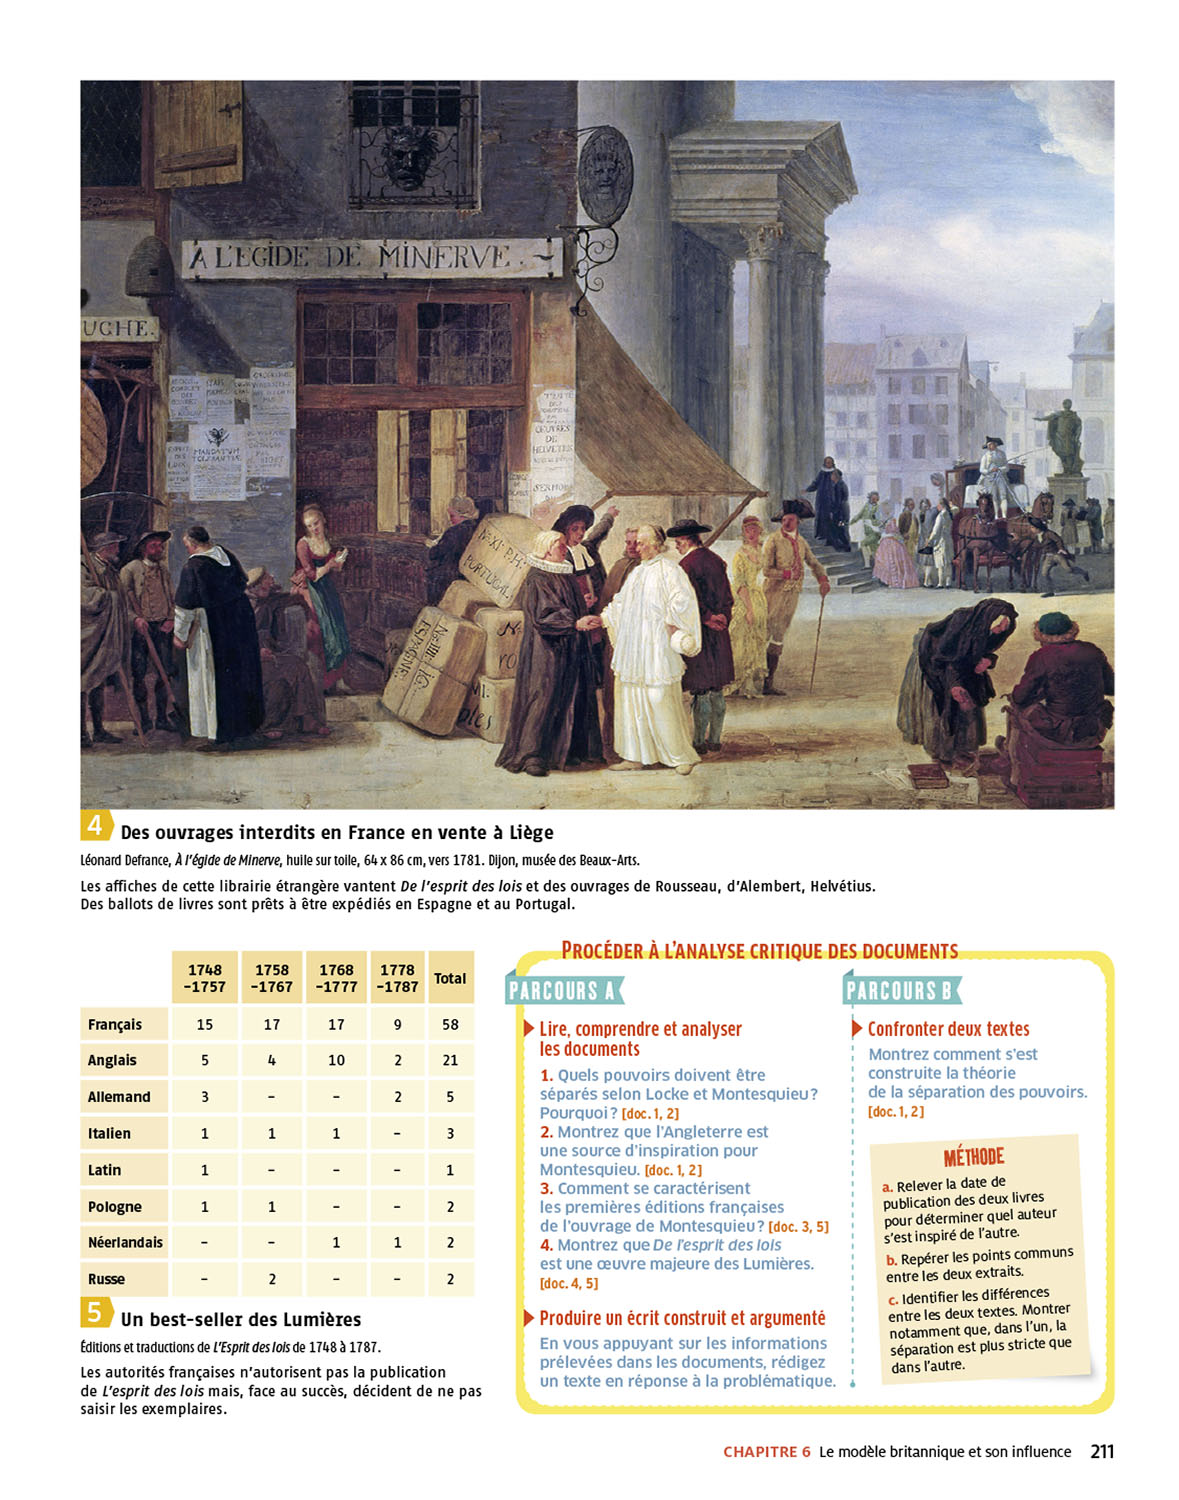 A L'EGIDE DE MINERVE.
UCHE.
MANDATUM
ŒUVRES
DE
HELVETIUS
SERMONS
N.º XI. P.H.
PORTUGAL
ESPAGNE
4 Des ouvrages interdits en France en vente à Liège
Léonard Defrance, À l'égide de Minerve, huile sur toile, 64 x 86 cm, vers 1781. Dijon, musée des Beaux-Arts.
Les affiches de cette librairie étrangère vantent De l'esprit des lois et des ouvrages de Rousseau, d'Alembert, Helvétius.
Des ballots de livres sont prêts à être expédiés en Espagne et au Portugal.
1748 -1757 1758 -1767 1768 -1777 1778 -1787 Total
Français 15 17 17 9 58
Anglais 5 4 10 2 21
Allemand 3 – – 2 5
Italien 1 1 1 – 3
Latin 1 – – – 1
Pologne 1 1 – – 2
Néerlandais – – 1 1 2
Russe – 2 – – 2
5 Un best-seller des Lumières
Éditions et traductions de L'Esprit des lois de 1748 à 1787.
Les autorités françaises n'autorisent pas la publication
de L'esprit des lois mais, face au succès, décident de ne pas
saisir les exemplaires.
PROCÉDER À L'ANALYSE CRITIQUE DES DOCUMENTS
PARCOURS A
Lire, comprendre et analyser
les documents
1. Quels pouvoirs doivent être
séparés selon Locke et Montesquieu ?
Pourquoi ? [doc. 1, 2]
2. Montrez que l'Angleterre est
une source d'inspiration pour
Montesquieu. [doc. 1, 2]
3. Comment se caractérisent
les premières éditions françaises
de l'ouvrage de Montesquieu ? [doc. 3, 5]
4. Montrez que De l'esprit des lois
est une œuvre majeure des Lumières.
[doc. 4, 5]
Produire un écrit construit et argumenté
En vous appuyant sur les informations
prélevées dans les documents, rédigez
un texte en réponse à la problématique.
PARCOURS B
Confronter deux textes
Montrez comment s'est
construite la théorie
de la séparation des pouvoirs.
[doc. 1, 2]
MÉTHODE
a. Relever la date de
publication des deux livres
pour déterminer quel auteur
s'est inspiré de l'autre.
b. Repérer les points communs
entre les deux extraits.
c. Identifier les différences
entre les deux textes. Montrer
notamment que, dans l'un, la
séparation est plus stricte que
dans l'autre.
CHAPITRE 6 Le modèle britannique et son influence 211